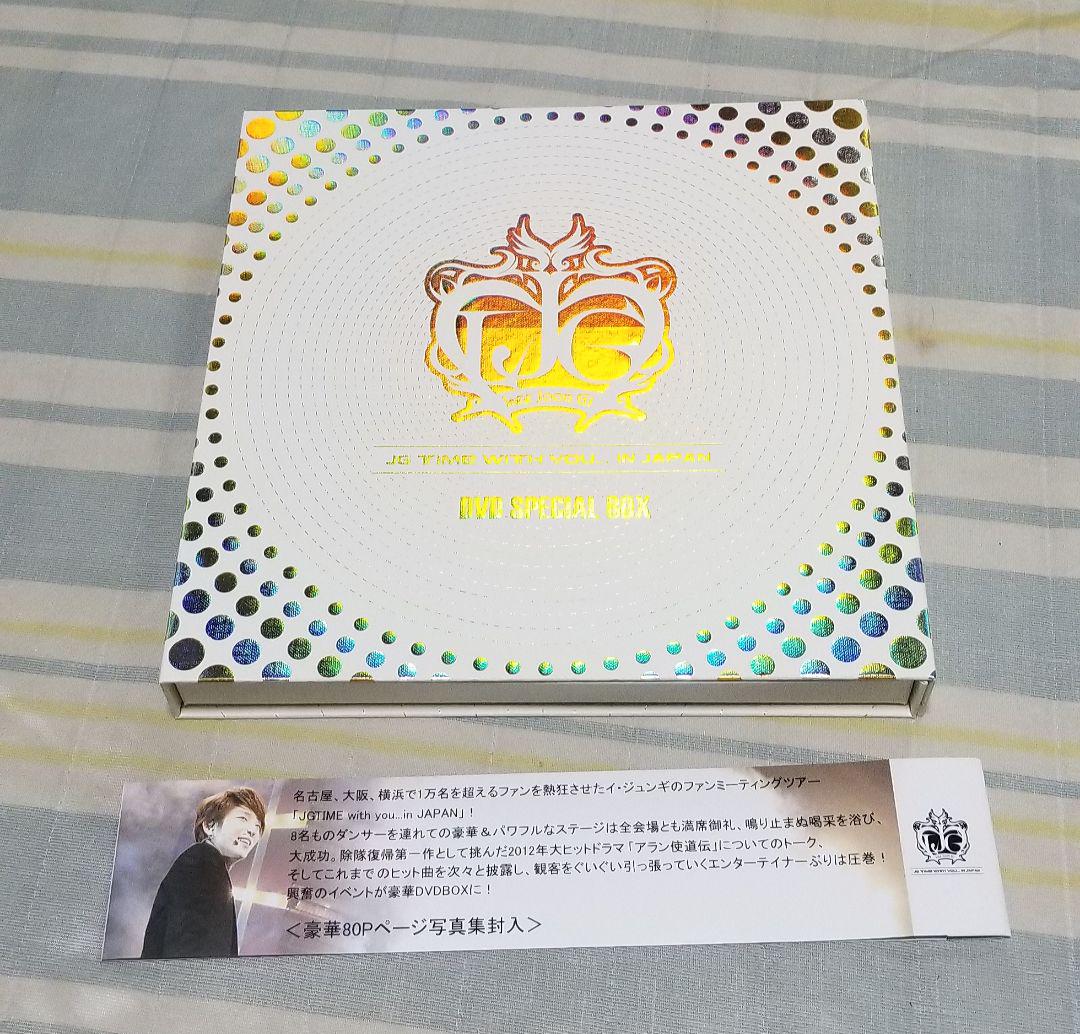 JG
Lee Joon Gi
JG TIME WITH YOU... IN JAPAN
DVD SPECIAL BOX
名古屋、大阪、横浜で1万名を超えるファンを熱狂させたイ・ジュンギのファンミーティングツアー
「JGTIME with you...in JAPAN」!
8名ものダンサーを連れての豪華&パワフルなステージは全会場とも満席御礼、鳴り止まぬ喝采を浴び、
大成功。除隊復帰第一作として挑んだ2012年大ヒットドラマ「アラン使道伝」についてのトーク、
そしてこれまでのヒット曲を次々と披露し、観客をぐいぐい引っ張っていくエンターテイナーぶりは圧巻!
興奮のイベントが豪華DVDBOXに!
＜豪華80Pページ写真集封入＞
JG TIME WITH YOU... IN JAPAN